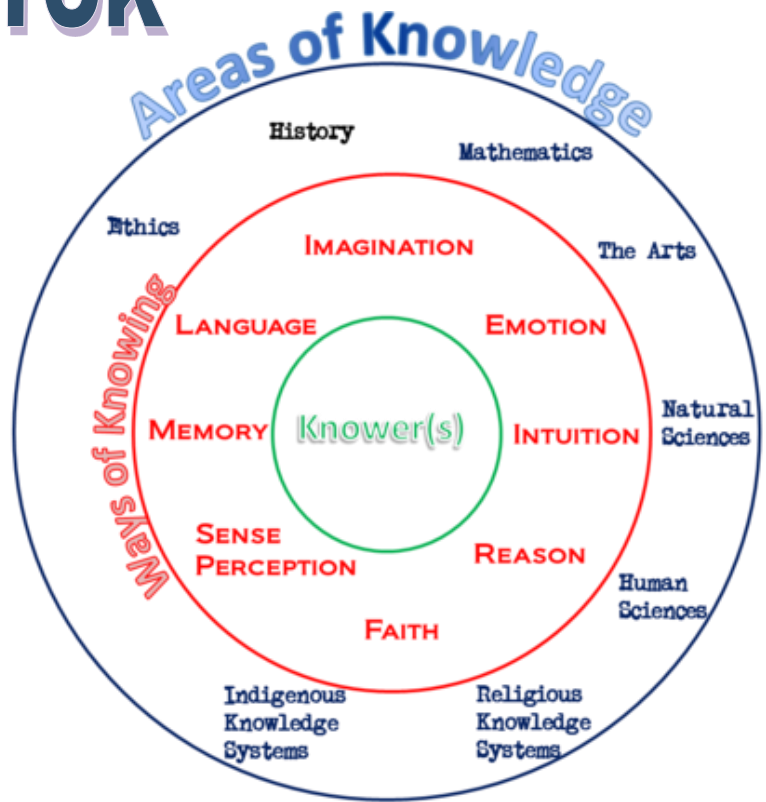 TOK
Areas of Knowledge
History
Mathematics
Ethics
The Arts
IMAGINATION
Ways of Knowing
LANGUAGE
EMOTION
MEMORY
Knower(s)
INTUITION
Natural
Sciences
SENSE
PERCEPTION
REASON
Human
Sciences
FAITH
Indigenous
Knowledge
Systems
Religious
Knowledge
Systems